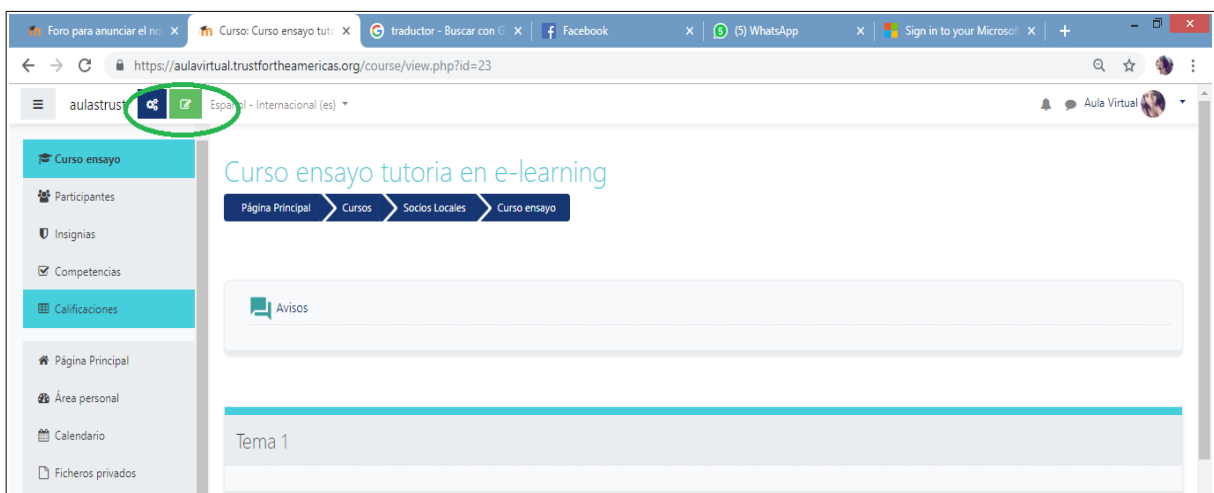 Foro para anunciar el no
Curso: Curso ensayo tuto
traductor - Buscar con G
Facebook
(5) WhatsApp
Sign in to your Microsof
https://aulavirtual.trustfortheamericas.org/course/view.php?id=23
aulastrust
Español - Internacional (es)
Aula Virtual
Curso ensayo
Participantes
Insignias
Competencias
Calificaciones
Página Principal
Área personal
Calendario
Ficheros privados
Curso ensayo tutoria en e-learning
Página Principal Cursos Socios Locales Curso ensayo
Avisos
Tema 1